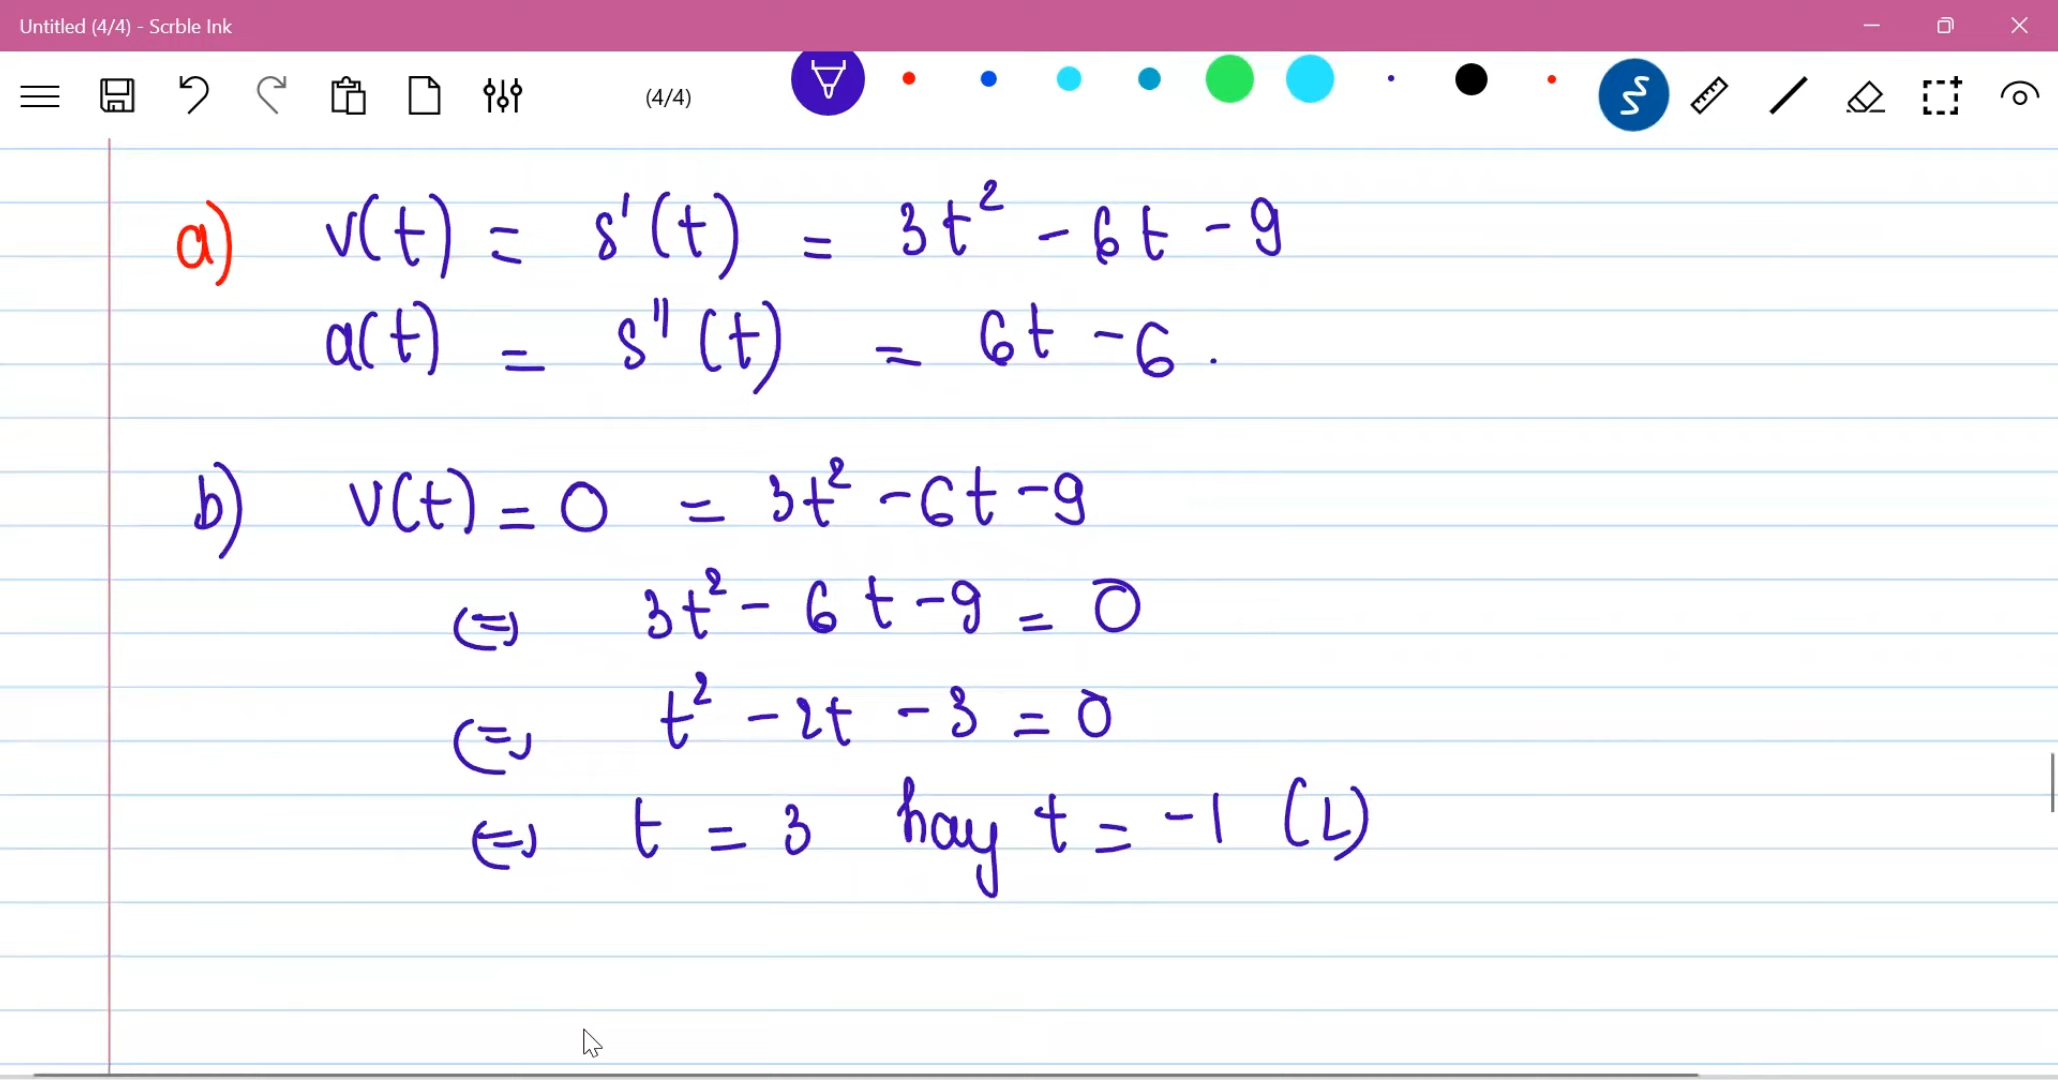 Untitled (4/4) - Scrble Ink
(4/4)
a) v(t) = s'(t) = 3t² - 6t - 9
a(t) = s''(t) = 6t - 6 .
b) v(t) = 0 = 3t² - 6t - 9
⇔ 3t² - 6t - 9 = 0
⇔ t² - 2t - 3 = 0
⇔ t = 3 hay t = -1 (L)